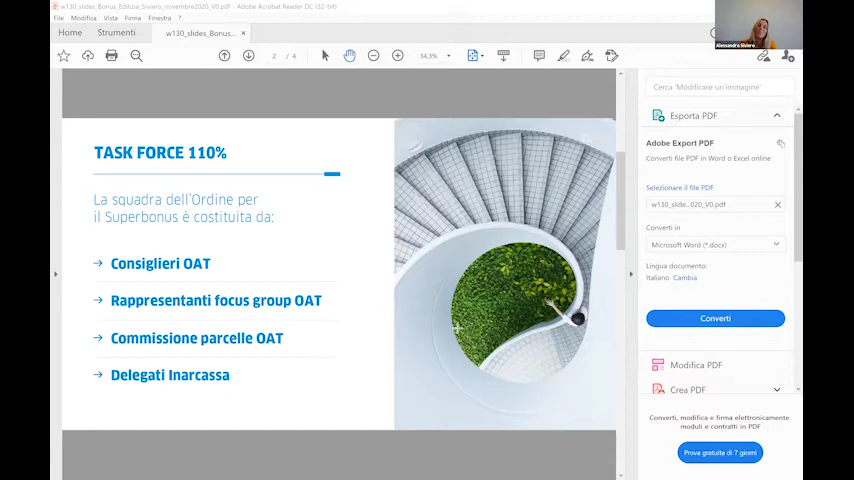 w130_slides_Bonus_Edilizia_Siviero_novembre2020_V0.pdf - Adobe Acrobat Reader DC (32-bit)
File Modifica Vista Firma Finestra ?
Home Strumenti w130_slides_Bonus... ×
2 / 4 34,3%
Alessandra Siviero
TASK FORCE 110%
La squadra dell'Ordine per
il Superbonus è costituita da:
→ Consiglieri OAT
→ Rappresentanti focus group OAT
→ Commissione parcelle OAT
→ Delegati Inarcassa
Cerca 'Modificare un'immagine'
Esporta PDF
Adobe Export PDF
Converti file PDF in Word o Excel online
Selezionare il file PDF
w130_slide...020_V0.pdf
Converti in
Microsoft Word (*.docx)
Lingua documento:
Italiano Cambia
Converti
Modifica PDF
Crea PDF
Converti, modifica e firma elettronicamente
moduli e contratti in PDF
Prova gratuita di 7 giorni